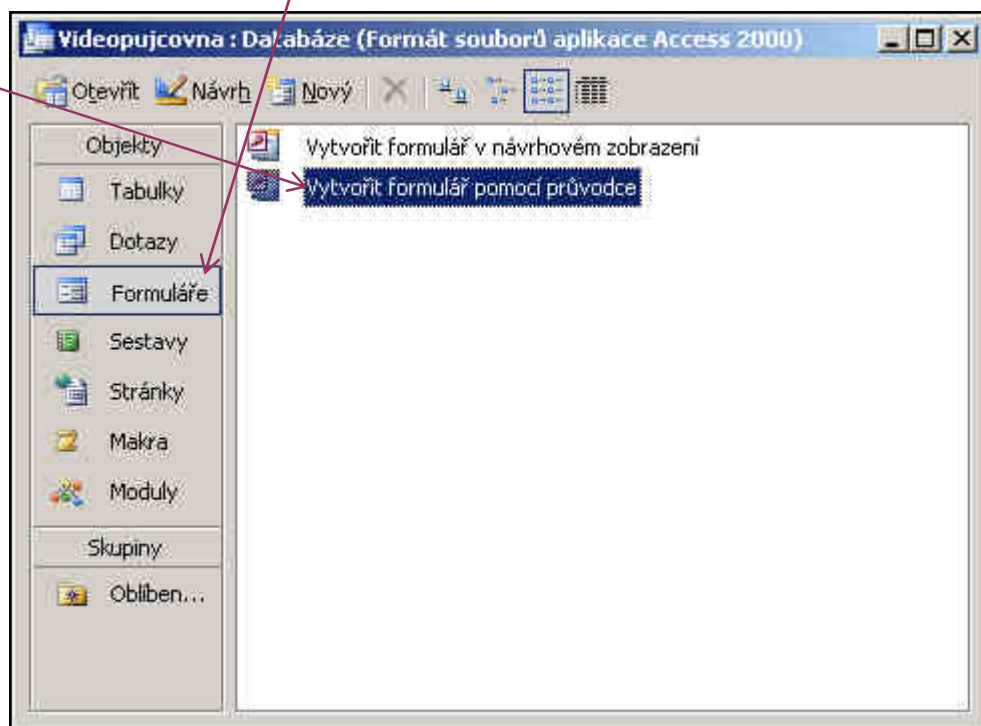 Videopujcovna : Databáze (Formát souborů aplikace Access 2000)
Otevřít Návrh Nový
Objekty
Vytvořit formulář v návrhovém zobrazení
Tabulky
Vytvořit formulář pomocí průvodce
Dotazy
Formuláře
Sestavy
Stránky
Makra
Moduly
Skupiny
Oblíben...